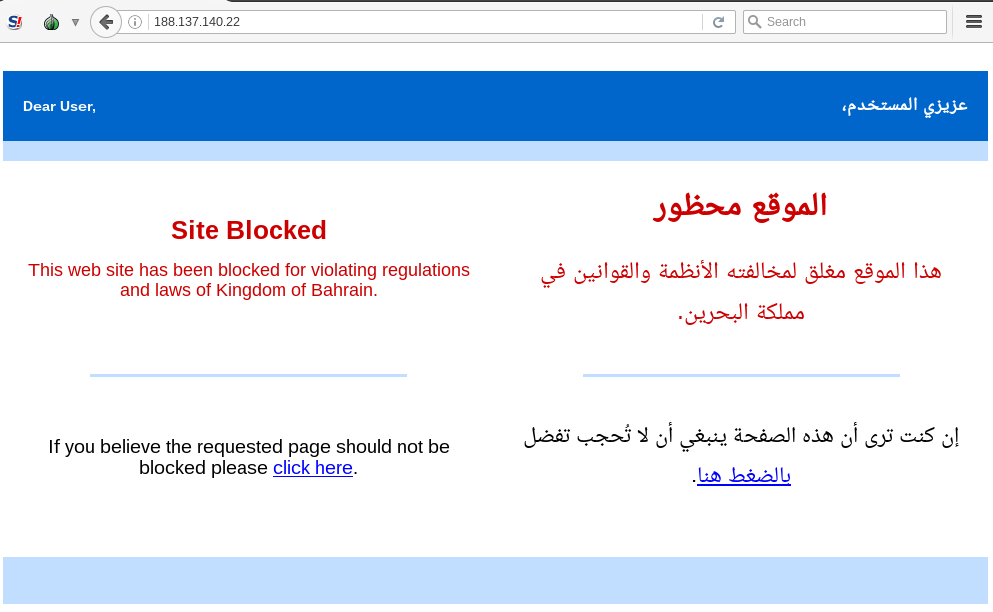 188.137.140.22
Search
Dear User,
عزيزي المستخدم،
Site Blocked
This web site has been blocked for violating regulations
and laws of Kingdom of Bahrain.
If you believe the requested page should not be
blocked please click here.
الموقع محظور
هذا الموقع مغلق لمخالفته الأنظمة والقوانين في
مملكة البحرين.
إن كنت ترى أن هذه الصفحة ينبغي أن لا تُحجب تفضل
بالضغط هنا.